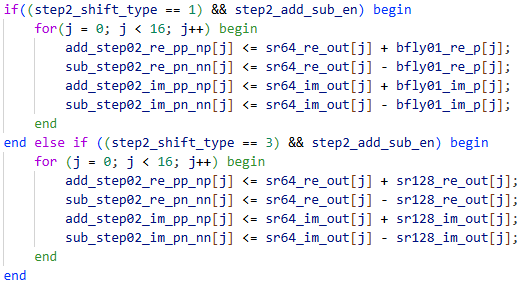 if((step2_shift_type == 1) && step2_add_sub_en) begin
    for(j = 0; j < 16; j++) begin
        add_step02_re_pp_np[j] <= sr64_re_out[j] + bfly01_re_p[j];
        sub_step02_re_pn_nn[j] <= sr64_re_out[j] - bfly01_re_p[j];
        add_step02_im_pp_np[j] <= sr64_im_out[j] + bfly01_im_p[j];
        sub_step02_im_pn_nn[j] <= sr64_im_out[j] - bfly01_im_p[j];
    end
end else if ((step2_shift_type == 3) && step2_add_sub_en) begin
    for (j = 0; j < 16; j++) begin
        add_step02_re_pp_np[j] <= sr64_re_out[j] + sr128_re_out[j];
        sub_step02_re_pn_nn[j] <= sr64_re_out[j] - sr128_re_out[j];
        add_step02_im_pp_np[j] <= sr64_im_out[j] + sr128_im_out[j];
        sub_step02_im_pn_nn[j] <= sr64_im_out[j] - sr128_im_out[j];
    end
end